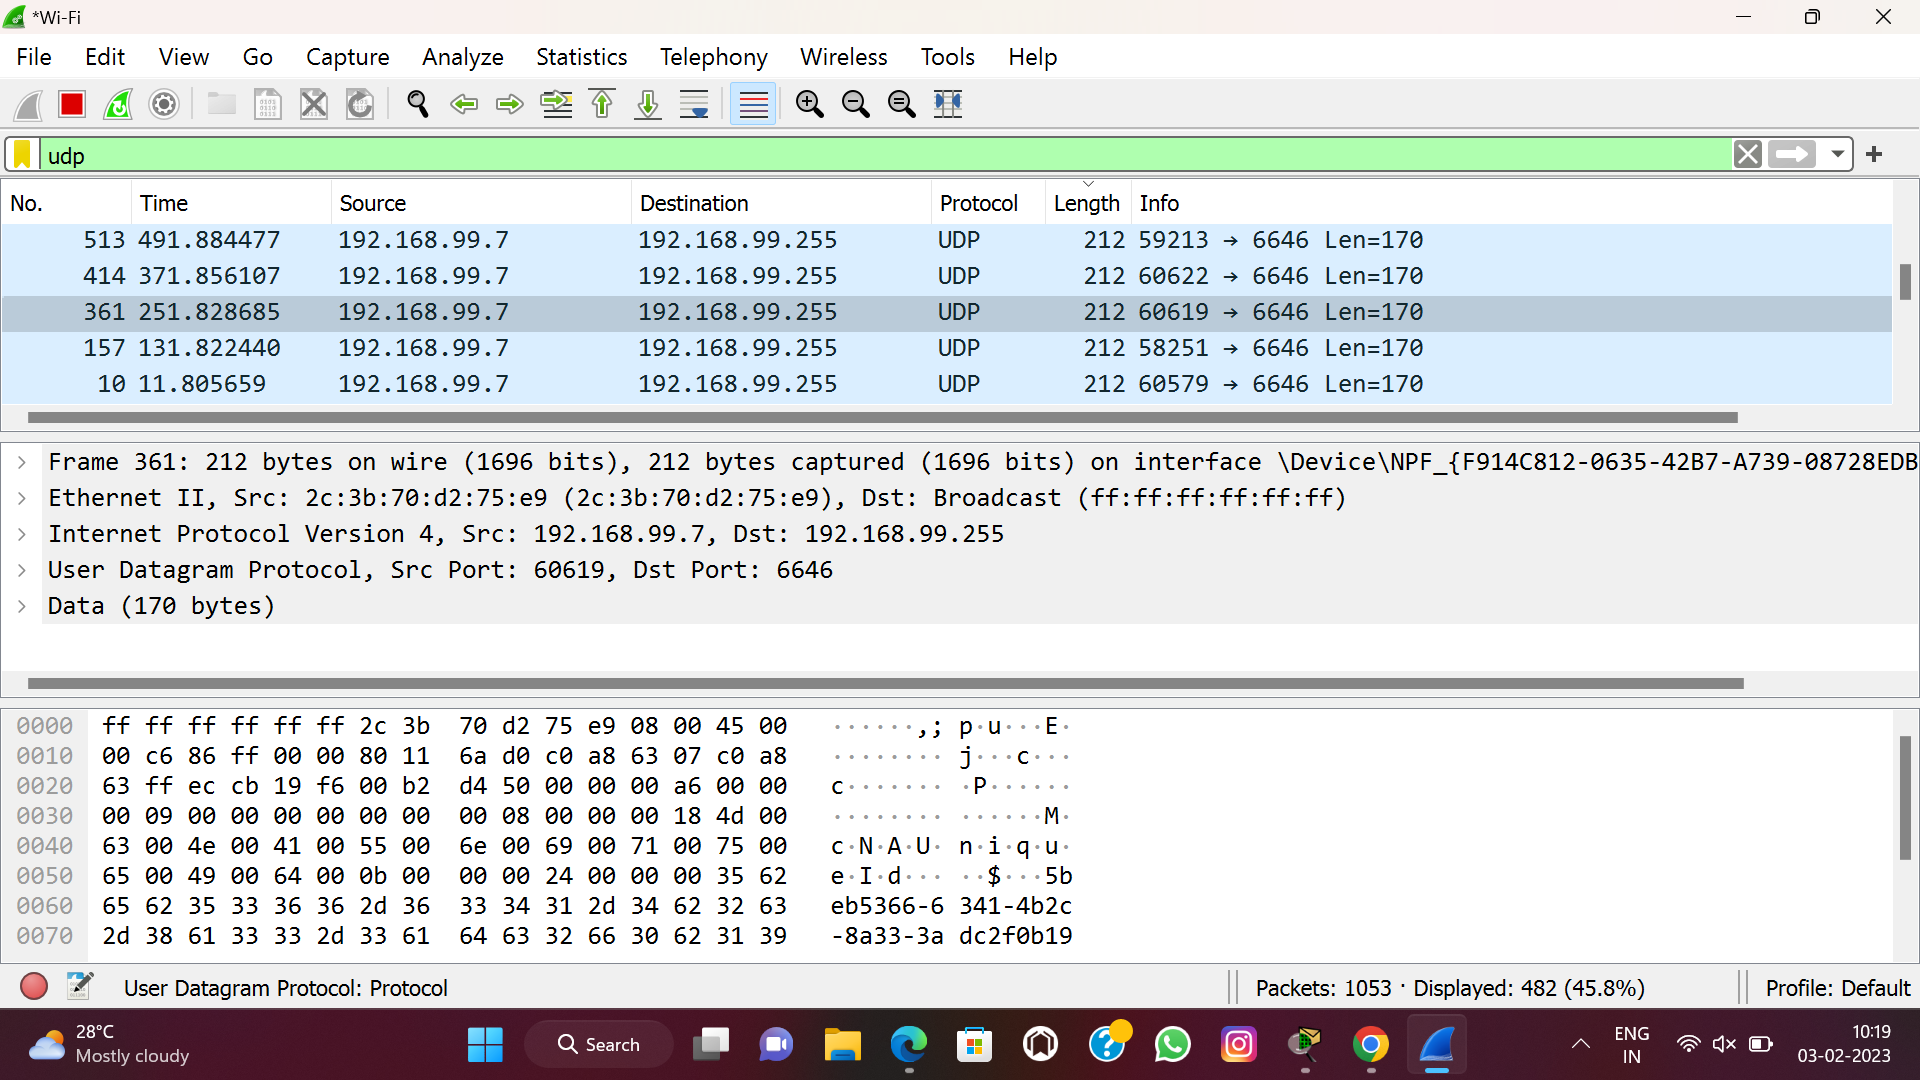 *Wi-Fi
File Edit View Go Capture Analyze Statistics Telephony Wireless Tools Help
udp
No. Time Source Destination Protocol Length Info
513 491.884477 192.168.99.7 192.168.99.255 UDP 212 59213 → 6646 Len=170
414 371.856107 192.168.99.7 192.168.99.255 UDP 212 60622 → 6646 Len=170
361 251.828685 192.168.99.7 192.168.99.255 UDP 212 60619 → 6646 Len=170
157 131.822440 192.168.99.7 192.168.99.255 UDP 212 58251 → 6646 Len=170
10 11.805659 192.168.99.7 192.168.99.255 UDP 212 60579 → 6646 Len=170
Frame 361: 212 bytes on wire (1696 bits), 212 bytes captured (1696 bits) on interface \Device\NPF_{F914C812-0635-42B7-A739-08728EDB
Ethernet II, Src: 2c:3b:70:d2:75:e9 (2c:3b:70:d2:75:e9), Dst: Broadcast (ff:ff:ff:ff:ff:ff)
Internet Protocol Version 4, Src: 192.168.99.7, Dst: 192.168.99.255
User Datagram Protocol, Src Port: 60619, Dst Port: 6646
Data (170 bytes)
0000 ff ff ff ff ff ff 2c 3b 70 d2 75 e9 08 00 45 00 ······,; p·u···E·
0010 00 c6 86 ff 00 00 80 11 6a d0 c0 a8 63 07 c0 a8 ········ j···c···
0020 63 ff ec cb 19 f6 00 b2 d4 50 00 00 00 a6 00 00 c······· ·P······
0030 00 09 00 00 00 00 00 00 00 08 00 00 00 18 4d 00 ········ ······M·
0040 63 00 4e 00 41 00 55 00 6e 00 69 00 71 00 75 00 c·N·A·U· n·i·q·u·
0050 65 00 49 00 64 00 0b 00 00 00 24 00 00 00 35 62 e·I·d··· ··$···5b
0060 65 62 35 33 36 36 2d 36 33 34 31 2d 34 62 32 63 eb5366-6 341-4b2c
0070 2d 38 61 33 33 2d 33 61 64 63 32 66 30 62 31 39 -8a33-3a dc2f0b19
User Datagram Protocol: Protocol Packets: 1053 · Displayed: 482 (45.8%) Profile: Default
28°C
Mostly cloudy
Search
ENG
IN
10:19
03-02-2023